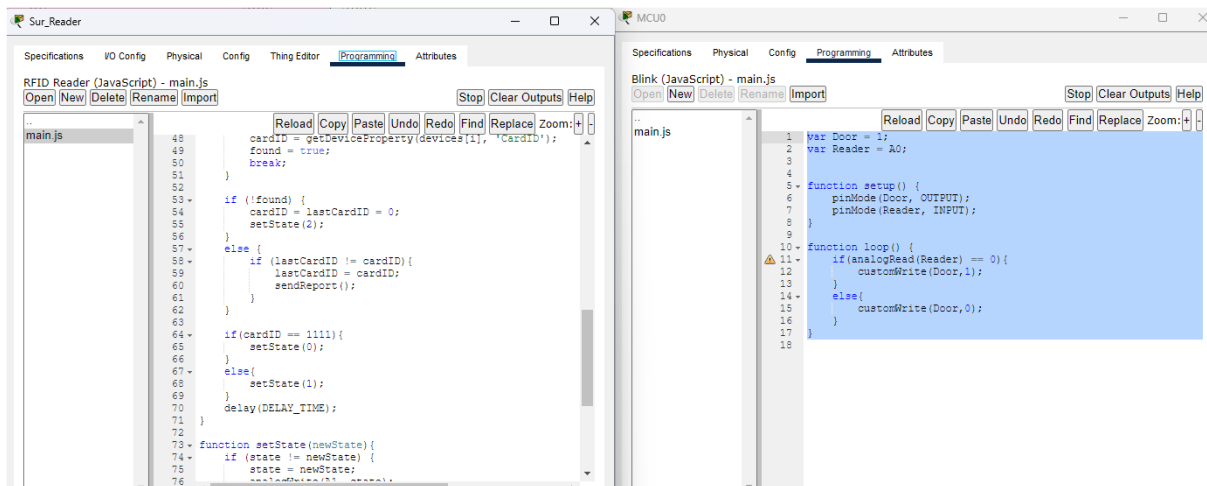 Sur_Reader
Specifications I/O Config Physical Config Thing Editor Programming Attributes
RFID Reader (JavaScript) - main.js
Open New Delete Rename Import Stop Clear Outputs Help
.. Reload Copy Paste Undo Redo Find Replace Zoom: + -
main.js
48 cardID = getDeviceProperty(devices[i], 'CardID');
49 found = true;
50 break;
51 }
52
53 if (!found) {
54 cardID = lastCardID = 0;
55 setState(2);
56 }
57 else {
58 if (lastCardID != cardID){
59 lastCardID = cardID;
60 sendReport();
61 }
62 }
63
64 if(cardID == 1111){
65 setState(0);
66 }
67 else{
68 setState(1);
69 }
70 delay(DELAY_TIME);
71 }
72
73 function setState(newState){
74 if (state != newState) {
75 state = newState;
76 analogWrite(A1, state);
MCU0
Specifications Physical Config Programming Attributes
Blink (JavaScript) - main.js
Open New Delete Rename Import Stop Clear Outputs Help
.. Reload Copy Paste Undo Redo Find Replace Zoom: + -
main.js
1 var Door = 1;
2 var Reader = A0;
3
4
5 function setup() {
6 pinMode(Door, OUTPUT);
7 pinMode(Reader, INPUT);
8 }
9
10 function loop() {
11 if(analogRead(Reader) == 0){
12 customWrite(Door,1);
13 }
14 else{
15 customWrite(Door,0);
16 }
17 }
18